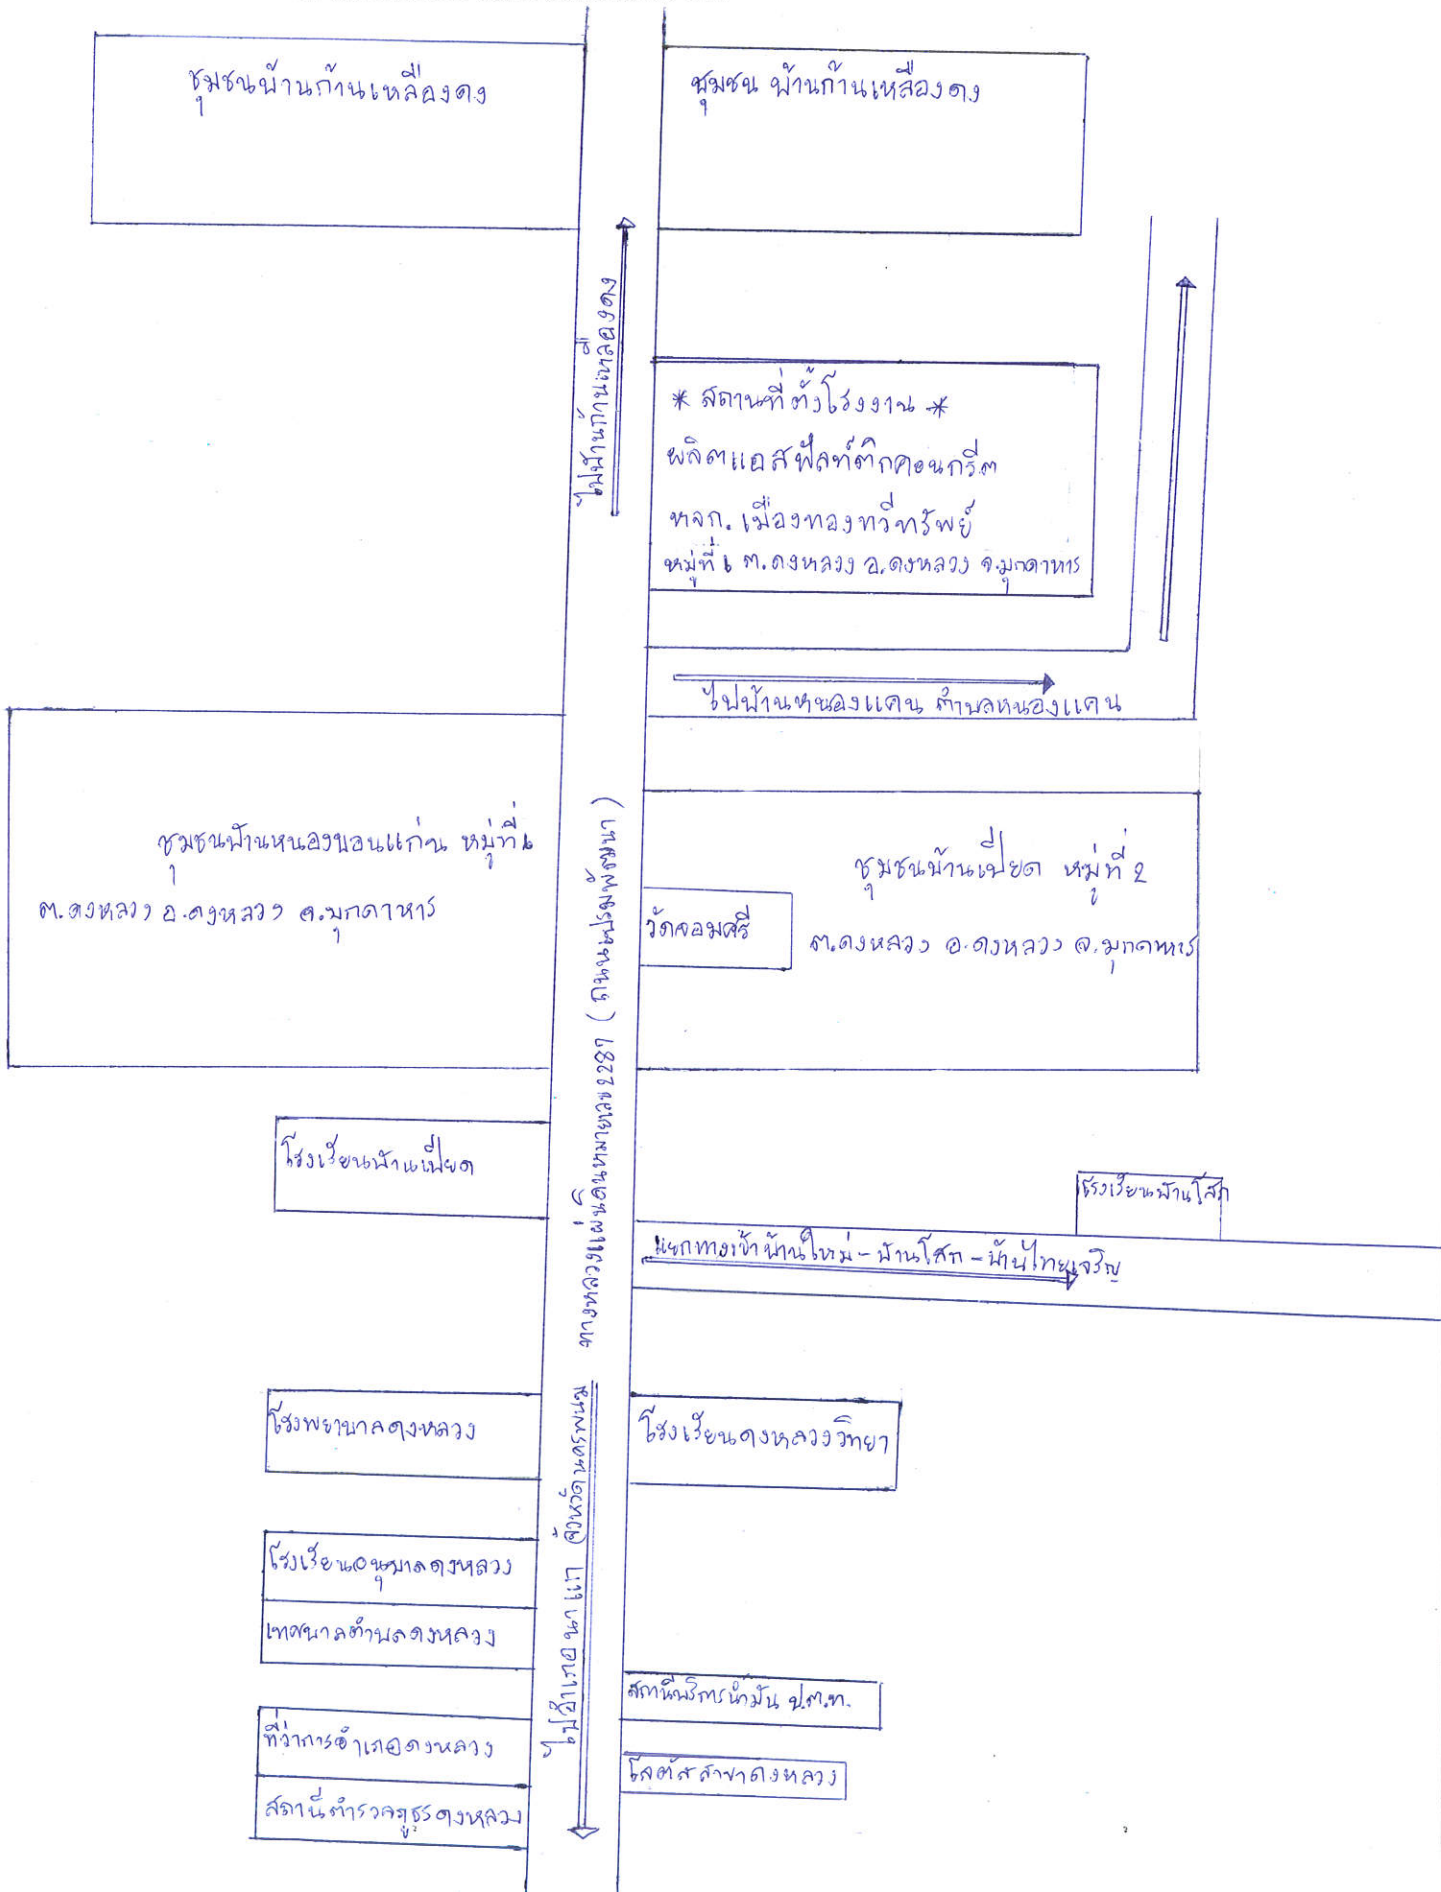 ชุมชนบ้านก้านเหลืองดง
ชุมชน บ้านก้านเหลืองดง
ไปบ้านก้านเหลืองดง
* สถานที่ตั้งโรงงาน *
ผลิตแอสฟัลท์ติกคอนกรีต
หจก. เมืองทองทวีทรัพย์
หมู่ที่ ๖ ต.ดงหลวง อ.ดงหลวง จ.มุกดาหาร
ไปบ้านหนองแคน ตำบลหนองแคน
ชุมชนบ้านหนองขอนแก่น หมู่ที่ ๖
ต.ดงหลวง อ.ดงหลวง จ.มุกดาหาร
ทางหลวงแผ่นดินหมายเลข 2287 ( ถนนเปรมพัฒนา )
วัดจอมศรี
ชุมชนบ้านเปียด หมู่ที่ 2
ต.ดงหลวง อ.ดงหลวง จ.มุกดาหาร
โรงเรียนบ้านเปียด
โรงเรียนบ้านโสก
แยกทางเข้าบ้านใหม่ - บ้านโสก - บ้านไทยเจริญ
โรงพยาบาลดงหลวง
โรงเรียนดงหลวงวิทยา
ไปอำเภอนาแก จังหวัดนครพนม
โรงเรียนอนุบาลดงหลวง
เทศบาลตำบลดงหลวง
สถานีบริการน้ำมัน ป.ต.ท.
ที่ว่าการอำเภอดงหลวง
โลตัสสาขาดงหลวง
สถานีตำรวจภูธรดงหลวง